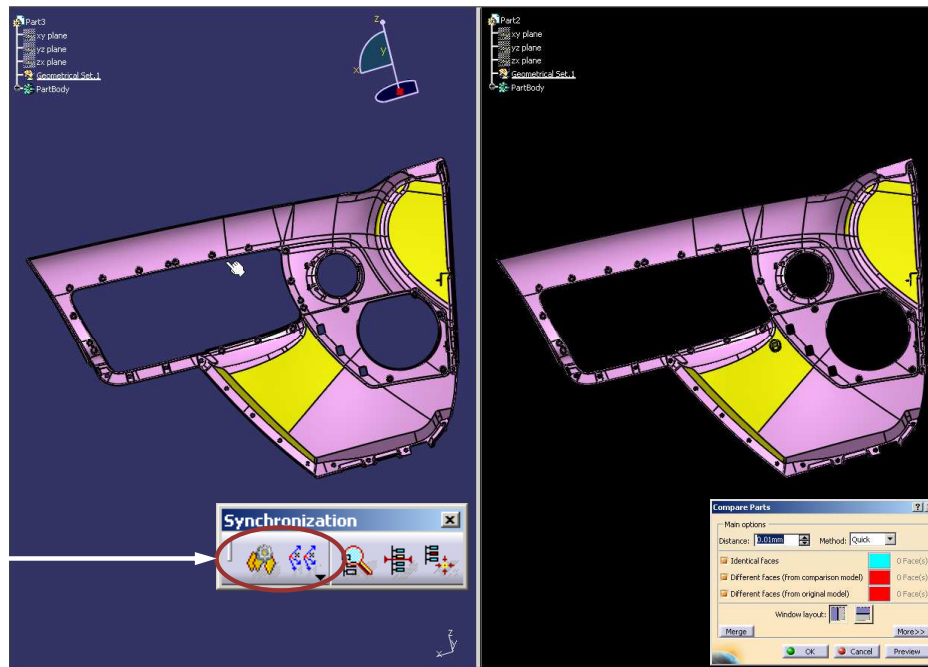 Part3
xy plane
yz plane
zx plane
Geometrical Set.1
PartBody
z
y
x
Part2
xy plane
yz plane
zx plane
Geometrical Set.1
PartBody
Synchronization
z
y
x
Compare Parts
Main options
Distance: 0.01mm Method: Quick
Identical faces 0 Face(s)
Different faces (from comparison model) 0 Face(s)
Different faces (from original model) 0 Face(s)
Window layout:
Merge More>>
OK Cancel Preview